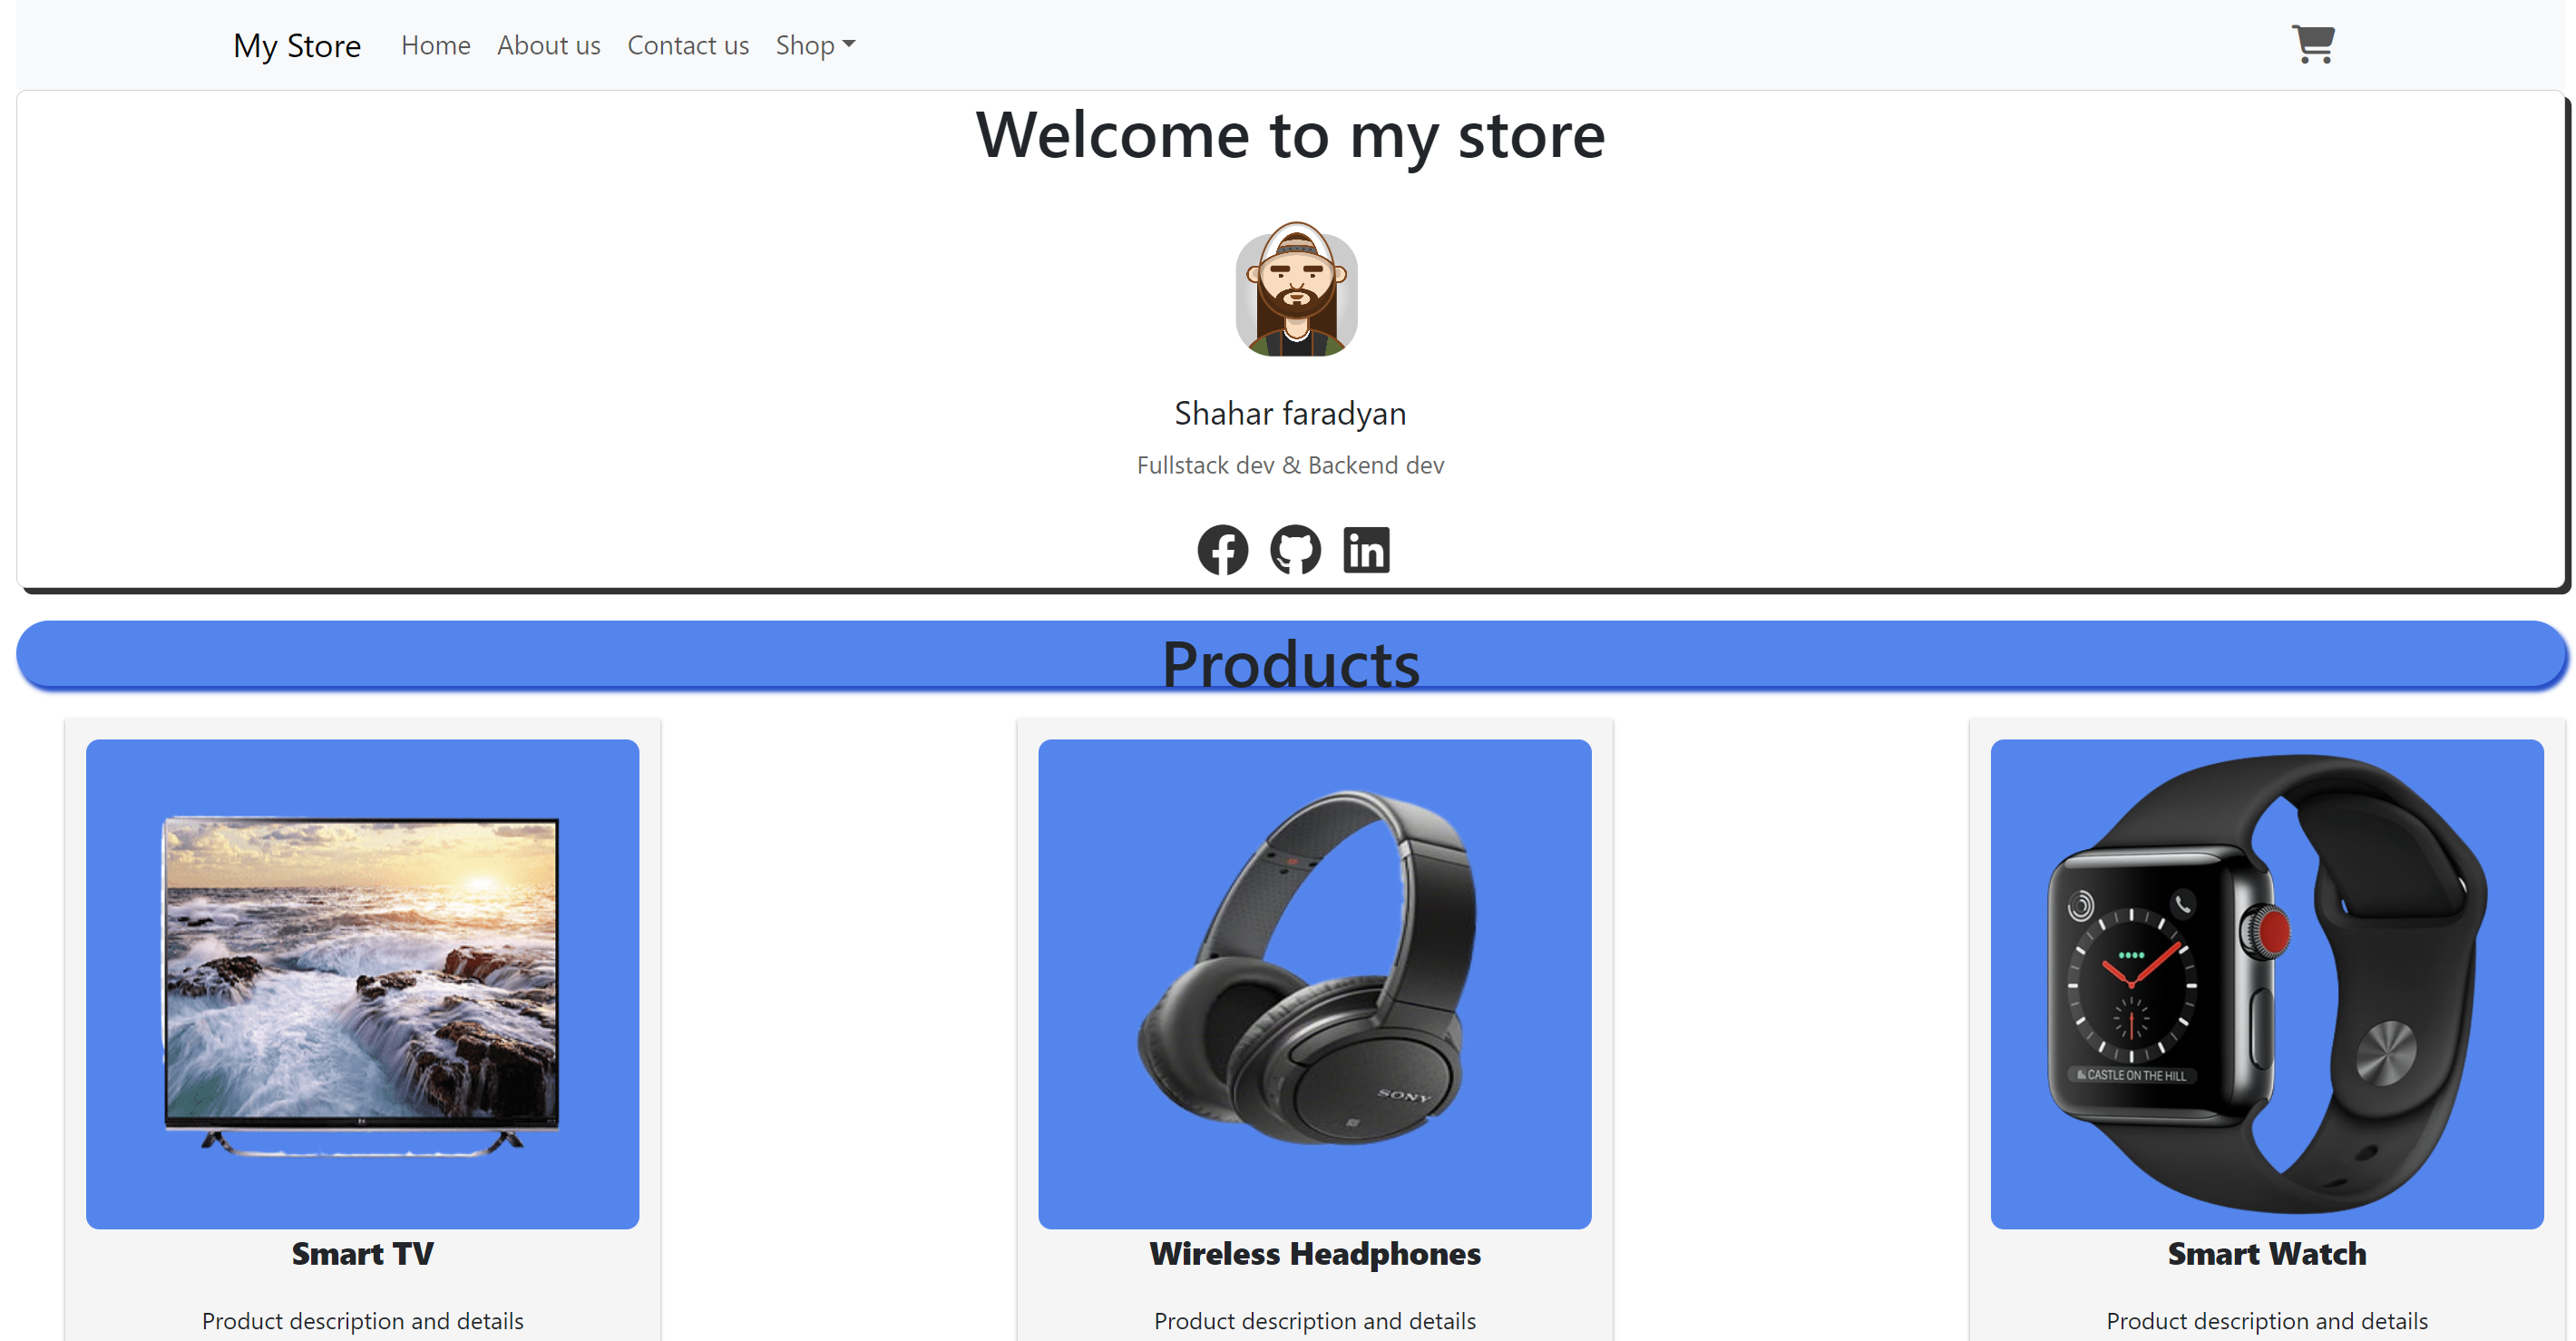 My Store Home About us Contact us Shop
Welcome to my store
Shahar faradyan
Fullstack dev & Backend dev
Products
SONY
CASTLE ON THE HILL
Smart TV Wireless Headphones Smart Watch
Product description and details Product description and details Product description and details